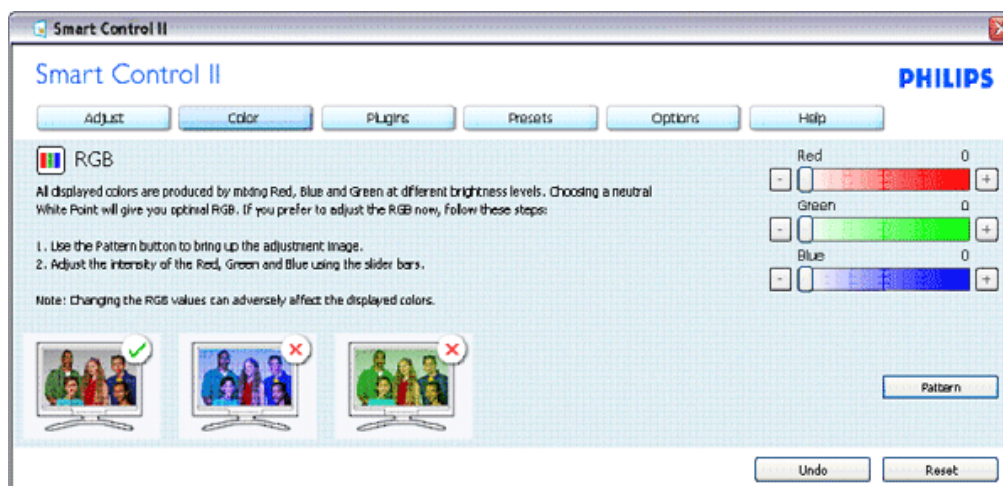 Smart Control II
Smart Control II
PHILIPS
Adjust Color Plugins Presets Options Help
RGB
All displayed colors are produced by mixing Red, Blue and Green at different brightness levels. Choosing a neutral
White Point will give you optimal RGB. If you prefer to adjust the RGB now, follow these steps:
1. Use the Pattern button to bring up the adjustment image.
2. Adjust the intensity of the Red, Green and Blue using the slider bars.
Note: Changing the RGB values can adversely affect the displayed colors.
Red 0
- +
Green 0
- +
Blue 0
- +
Pattern
Undo Reset